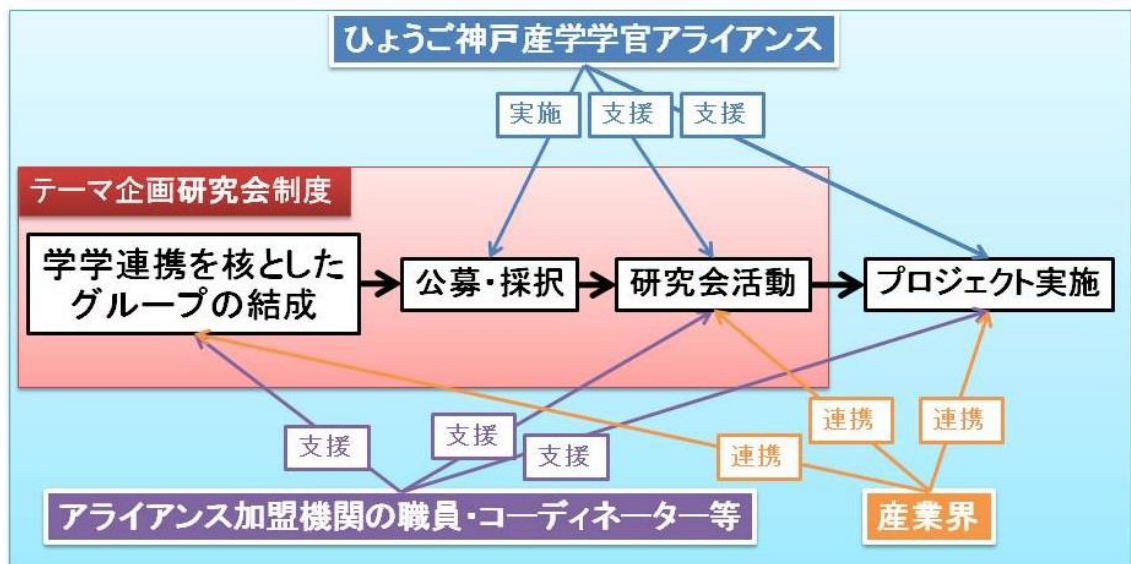 ひょうご神戸産学学官アライアンス
実施
支援
支援
テーマ企画研究会制度
学学連携を核とした
グループの結成
公募・採択
研究会活動
プロジェクト実施
支援
支援
支援
連携
連携
連携
アライアンス加盟機関の職員・コーディネーター等
産業界